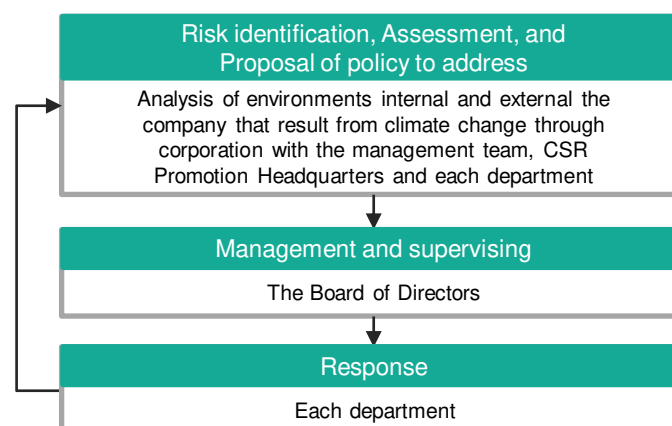 Risk identification, Assessment, and
Proposal of policy to address
Analysis of environments internal and external the
company that result from climate change through
corporation with the management team, CSR
Promotion Headquarters and each department
Management and supervising
The Board of Directors
Response
Each department